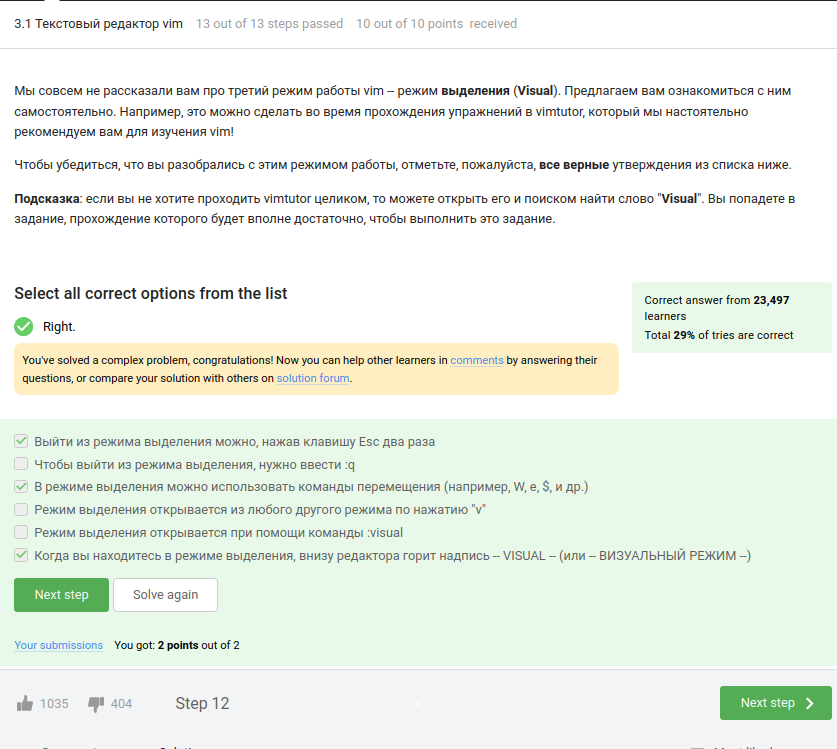 3.1 Текстовый редактор vim 13 out of 13 steps passed 10 out of 10 points received
Мы совсем не рассказали вам про третий режим работы vim -- режим выделения (Visual). Предлагаем вам ознакомиться с ним
самостоятельно. Например, это можно сделать во время прохождения упражнений в vimtutor, который мы настоятельно
рекомендуем вам для изучения vim!
Чтобы убедиться, что вы разобрались с этим режимом работы, отметьте, пожалуйста, все верные утверждения из списка ниже.
Подсказка: если вы не хотите проходить vimtutor целиком, то можете открыть его и поиском найти слово "Visual". Вы попадете в
задание, прохождение которого будет вполне достаточно, чтобы выполнить это задание.
Select all correct options from the list
Right.
You've solved a complex problem, congratulations! Now you can help other learners in comments by answering their
questions, or compare your solution with others on solution forum.
Correct answer from 23,497
learners
Total 29% of tries are correct
Выйти из режима выделения можно, нажав клавишу Esc два раза
Чтобы выйти из режима выделения, нужно ввести :q
В режиме выделения можно использовать команды перемещения (например, W, e, $, и др.)
Режим выделения открывается из любого другого режима по нажатию "v"
Режим выделения открывается при помощи команды :visual
Когда вы находитесь в режиме выделения, внизу редактора горит надпись -- VISUAL -- (или -- ВИЗУАЛЬНЫЙ РЕЖИМ --)
Next step Solve again
Your submissions You got: 2 points out of 2
1035 404 Step 12 Next step